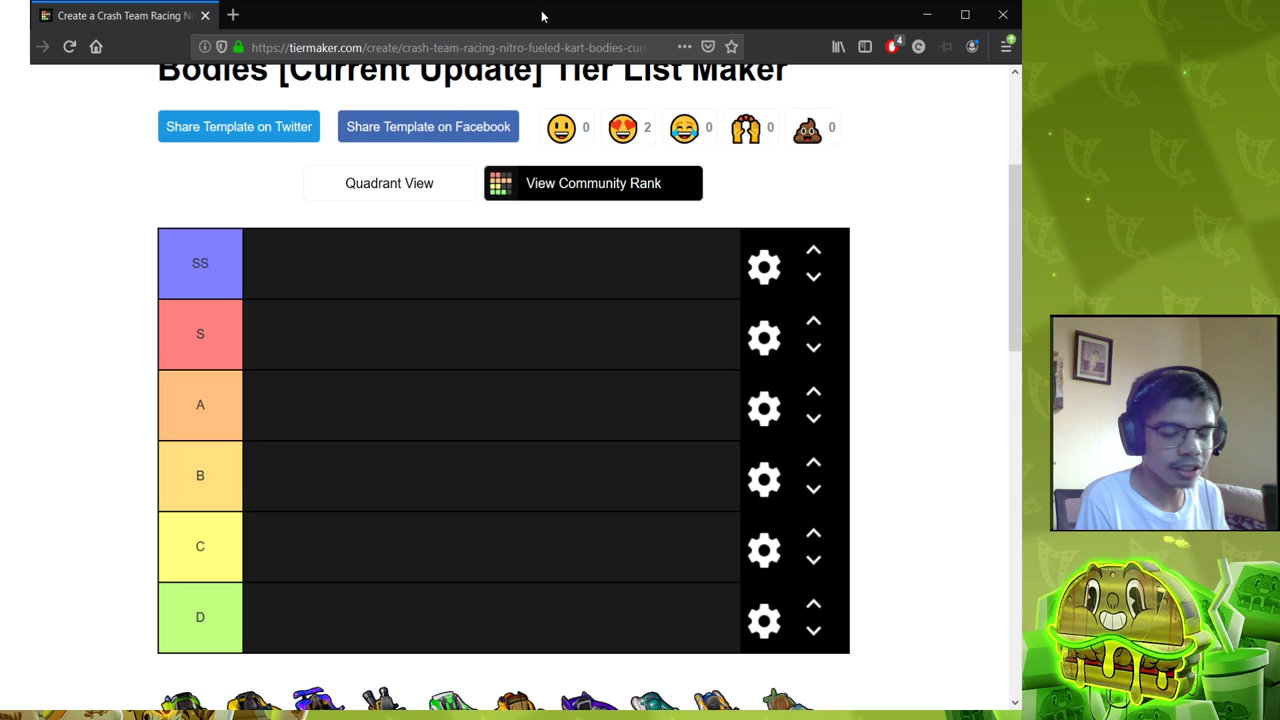 Create a Crash Team Racing Ni
https://tiermaker.com/create/crash-team-racing-nitro-fueled-kart-bodies-cur
4
Bodies [Current Update] Tier List Maker
Share Template on Twitter
Share Template on Facebook
0
2
0
0
0
Quadrant View
View Community Rank
SS
S
A
B
C
D